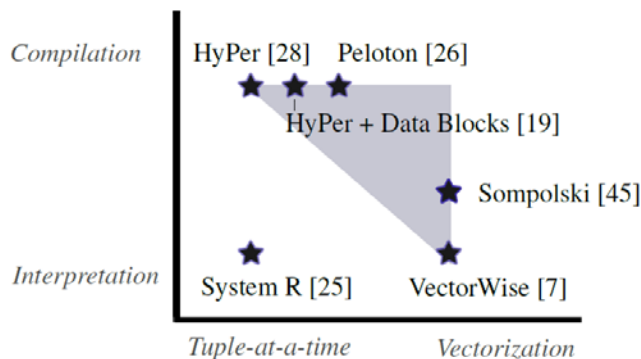 Compilation
HyPer [28]
Peloton [26]
HyPer + Data Blocks [19]
Sompolski [45]
Interpretation
System R [25]
VectorWise [7]
Tuple-at-a-time
Vectorization